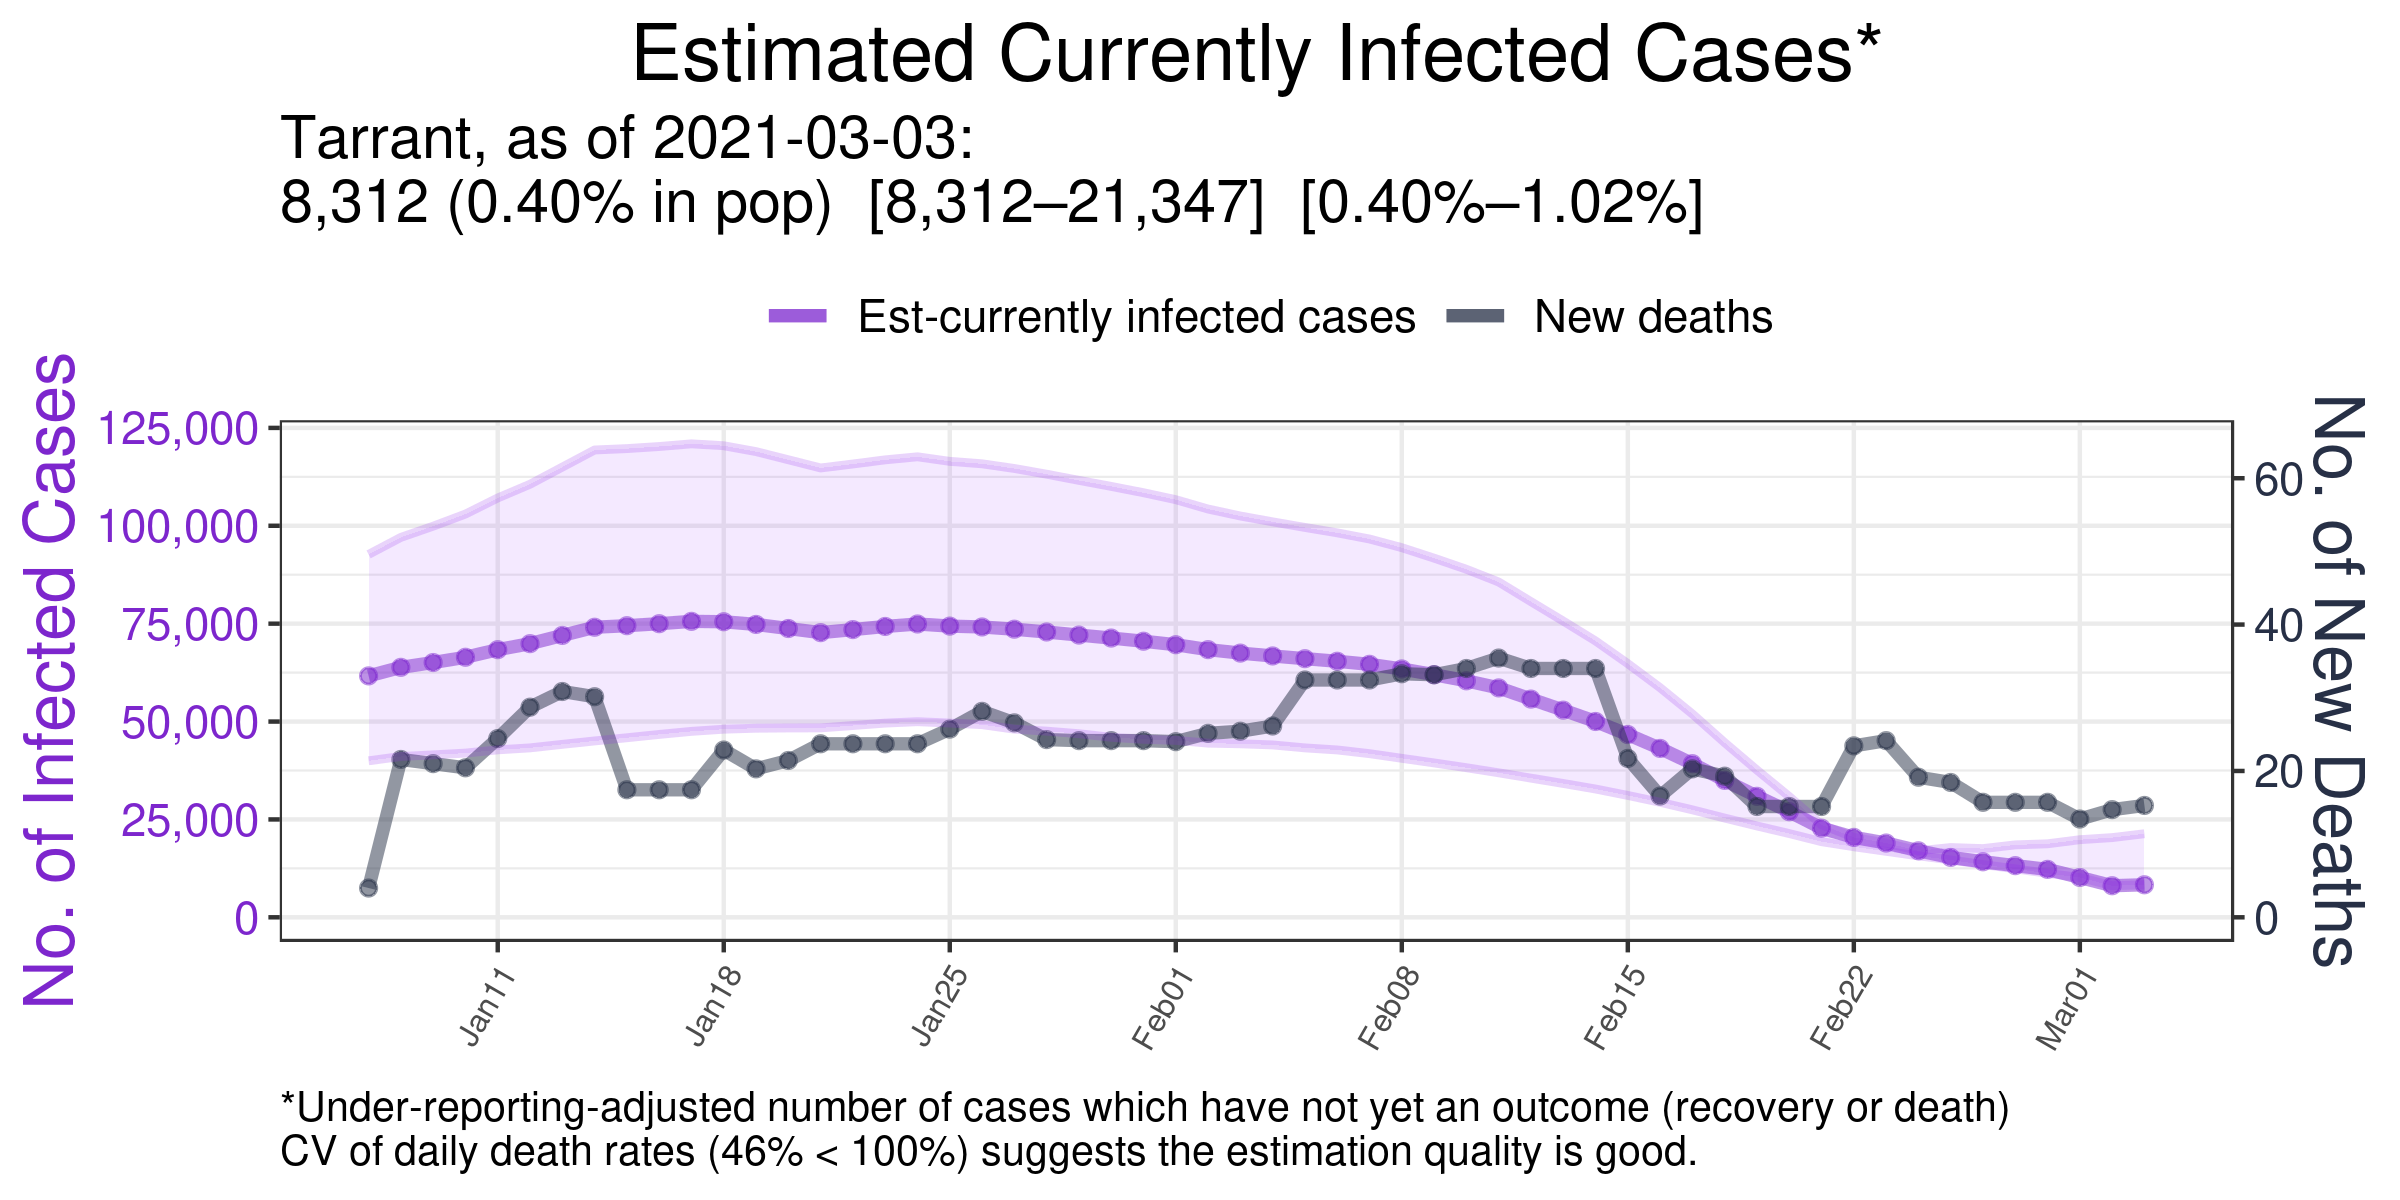 Estimated Currently Infected Cases*
Tarrant, as of 2021-03-03:
8,312 (0.40% in pop)  [8,312–21,347]  [0.40%–1.02%]
Est-currently infected cases
New deaths
No. of Infected Cases
125,000
100,000
75,000
50,000
25,000
0
60
40
20
0
No. of New Deaths
Jan11
Jan18
Jan25
Feb01
Feb08
Feb15
Feb22
Mar01
*Under-reporting-adjusted number of cases which have not yet an outcome (recovery or death)
CV of daily death rates (46% < 100%) suggests the estimation quality is good.